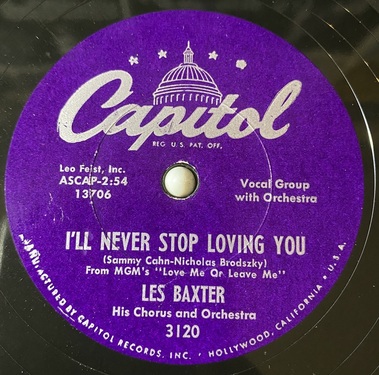 Capitol
REG. U.S. PAT. OFF.
Leo Feist, Inc.
ASCAP-2:54
13706
Vocal Group
with Orchestra
I'LL NEVER STOP LOVING YOU
(Sammy Cahn-Nicholas Brodszky)
From MGM's "Love Me Or Leave Me"
LES BAXTER
His Chorus and Orchestra
3120
MANUFACTURED BY CAPITOL RECORDS, INC. • HOLLYWOOD, CALIFORNIA • U.S.A.